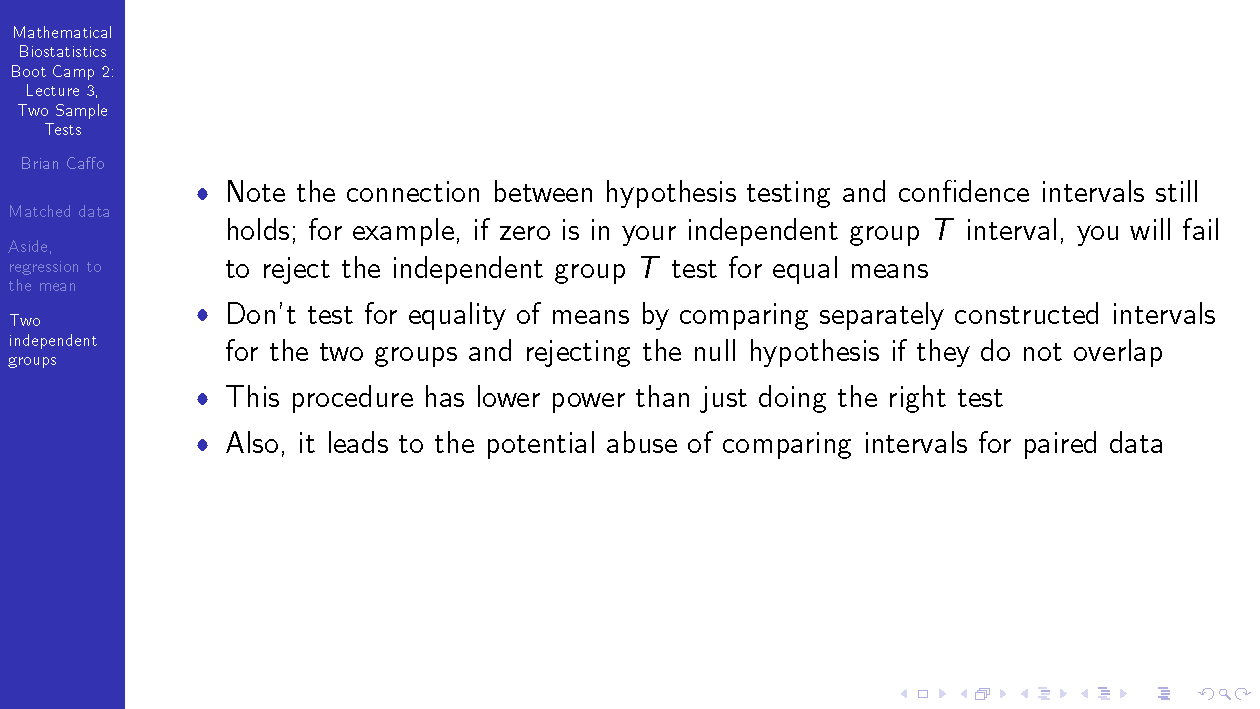 Mathematical
Biostatistics
Boot Camp 2:
Lecture 3,
Two Sample
Tests
Brian Caffo
Matched data
Aside,
regression to
the mean
Two
independent
groups
• Note the connection between hypothesis testing and confidence intervals still
holds; for example, if zero is in your independent group T interval, you will fail
to reject the independent group T test for equal means
• Don't test for equality of means by comparing separately constructed intervals
for the two groups and rejecting the null hypothesis if they do not overlap
• This procedure has lower power than just doing the right test
• Also, it leads to the potential abuse of comparing intervals for paired data